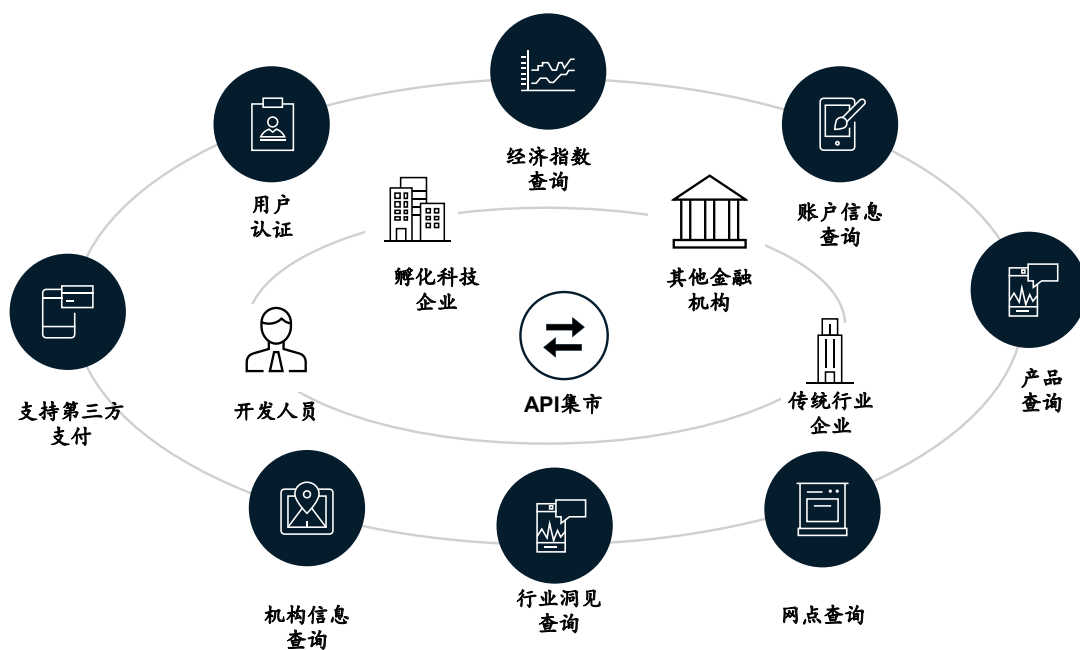 经济指数
查询
用户
认证
账户信息
查询
孵化科技
企业
其他金融
机构
支持第三方
支付
开发人员
API集市
传统行业
企业
产品
查询
机构信息
查询
行业洞见
查询
网点查询